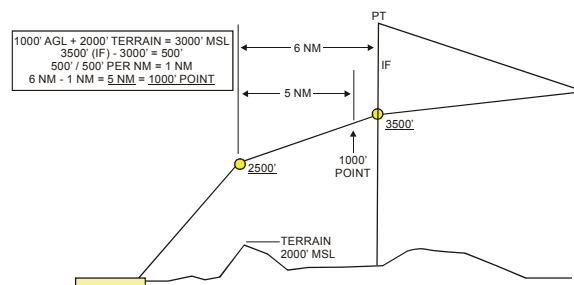 1000' AGL + 2000' TERRAIN = 3000' MSL
3500' (IF) - 3000' = 500'
500' / 500' PER NM = 1 NM
6 NM - 1 NM = 5 NM = 1000' POINT
PT
6 NM
IF
5 NM
3500'
1000'
POINT
2500'
TERRAIN
2000' MSL